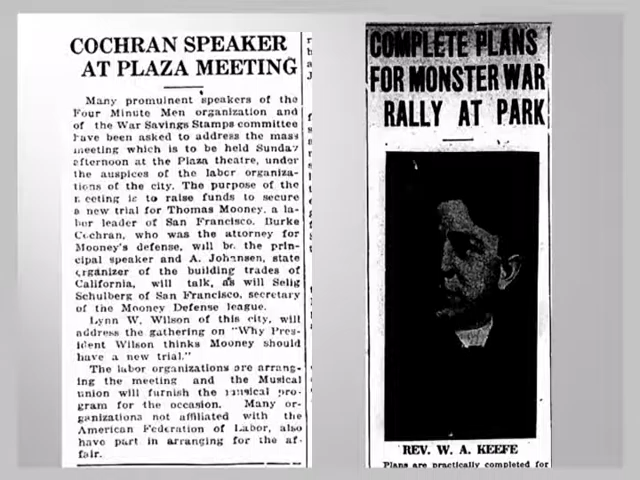 COCHRAN SPEAKER
AT PLAZA MEETING
Many promuinent speakers of the
Four Minute Men organization and
of the War Savings Stamps committee
have been asked to address the mass
meeting which is to be held Sunday
afternoon at the Plaza theatre, under
the auspices of the labor organiza-
tions of the city. The purpose of the
meeting is to raise funds to secure
a new trial for Thomas Mooney, a la-
bor leader of San Francisco. Burke
Cochran, who was the attorney for
Mooney's defense, will be the prin-
cipal speaker and A. Johansen, state
organizer of the building trades of
California, will talk, as will Selig
Schulberg of San Francisco, secretary
of the Mooney Defense league.
Lynn W. Wilson of this city, will
address the gathering on "Why Pres-
ident Wilson thinks Mooney should
have a new trial."
The labor organizations are arrang-
ing the meeting and the Musical
union will furnish the musical pro-
gram for the occasion. Many or-
ganizations not affiliated with the
American Federation of Labor, also
have part in arranging for the af-
fair.
COMPLETE PLANS
FOR MONSTER WAR
RALLY AT PARK
REV. W. A. KEEFE
Plans are practically completed for